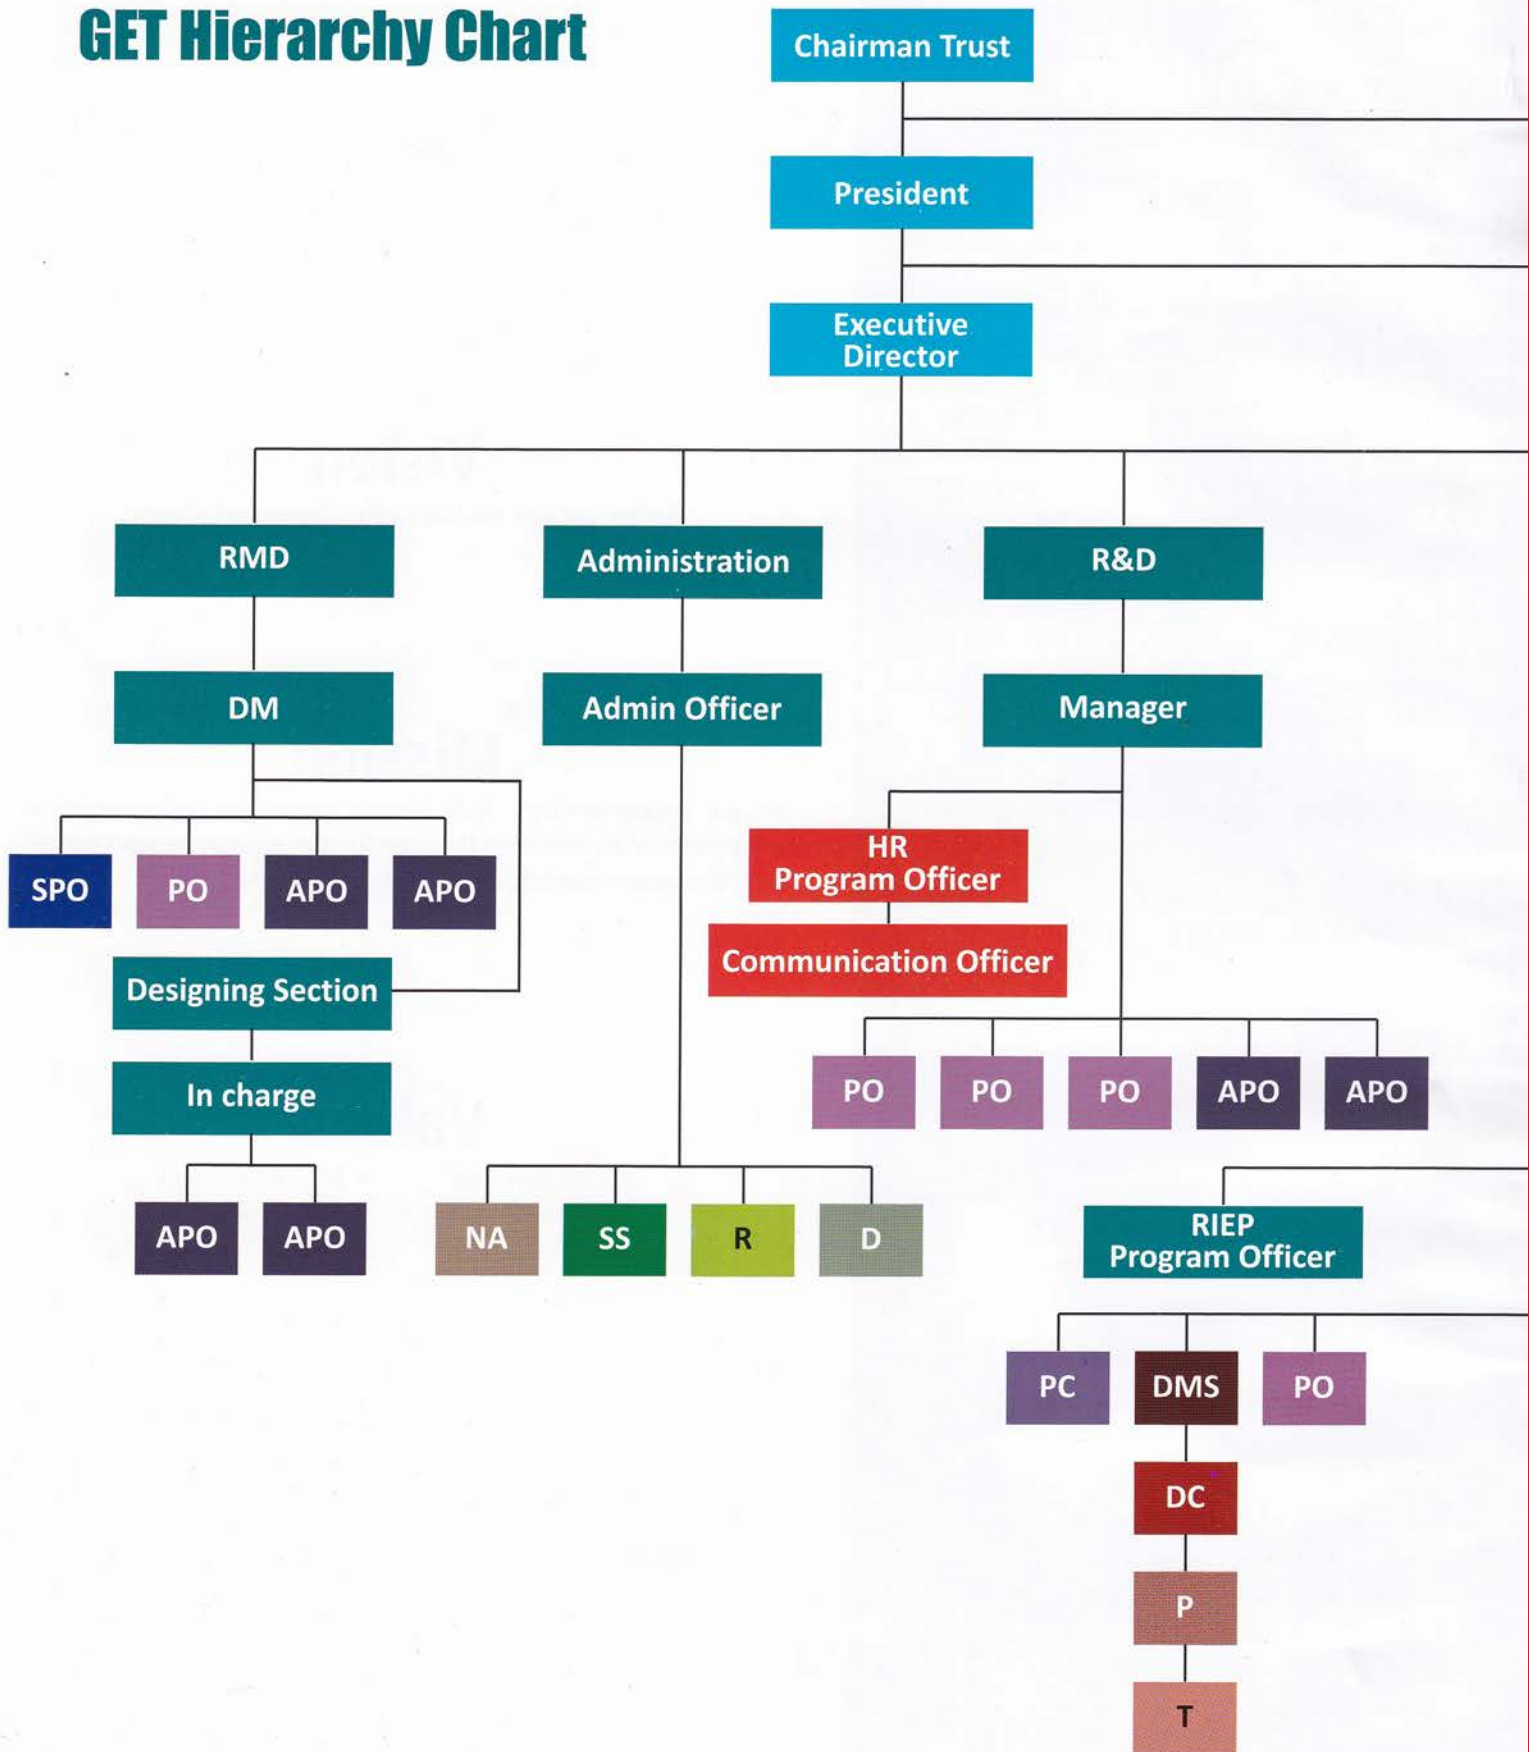 GET Hierarchy Chart
Chairman Trust
President
Executive
Director
RMD
Administration
R&D
DM
Admin Officer
Manager
HR
Program Officer
SPO
PO
APO
APO
Communication Officer
Designing Section
In charge
PO
PO
PO
APO
APO
APO
APO
NA
SS
R
D
RIEP
Program Officer
PC
DMS
PO
DC
P
T